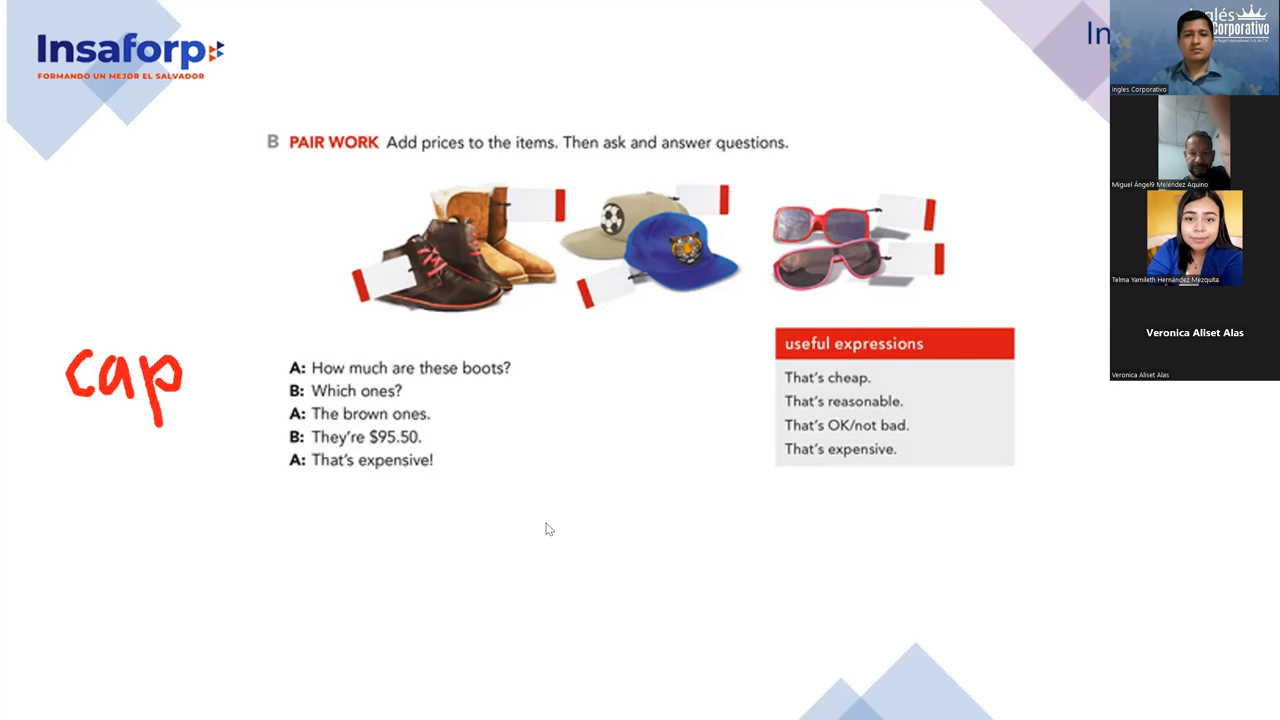 Insaforp
FORMANDO UN MEJOR EL SALVADOR
In
B PAIR WORK Add prices to the items. Then ask and answer questions.
cap
A: How much are these boots?
B: Which ones?
A: The brown ones.
B: They're $95.50.
A: That's expensive!
useful expressions
That's cheap.
That's reasonable.
That's OK/not bad.
That's expensive.
Inglés
Corporativo
Ingles Corporativo
Miguel Ángel9 Meléndez Aquino
Telma Yamileth Hernández Mezquita
Veronica Aliset Alas
Veronica Aliset Alas